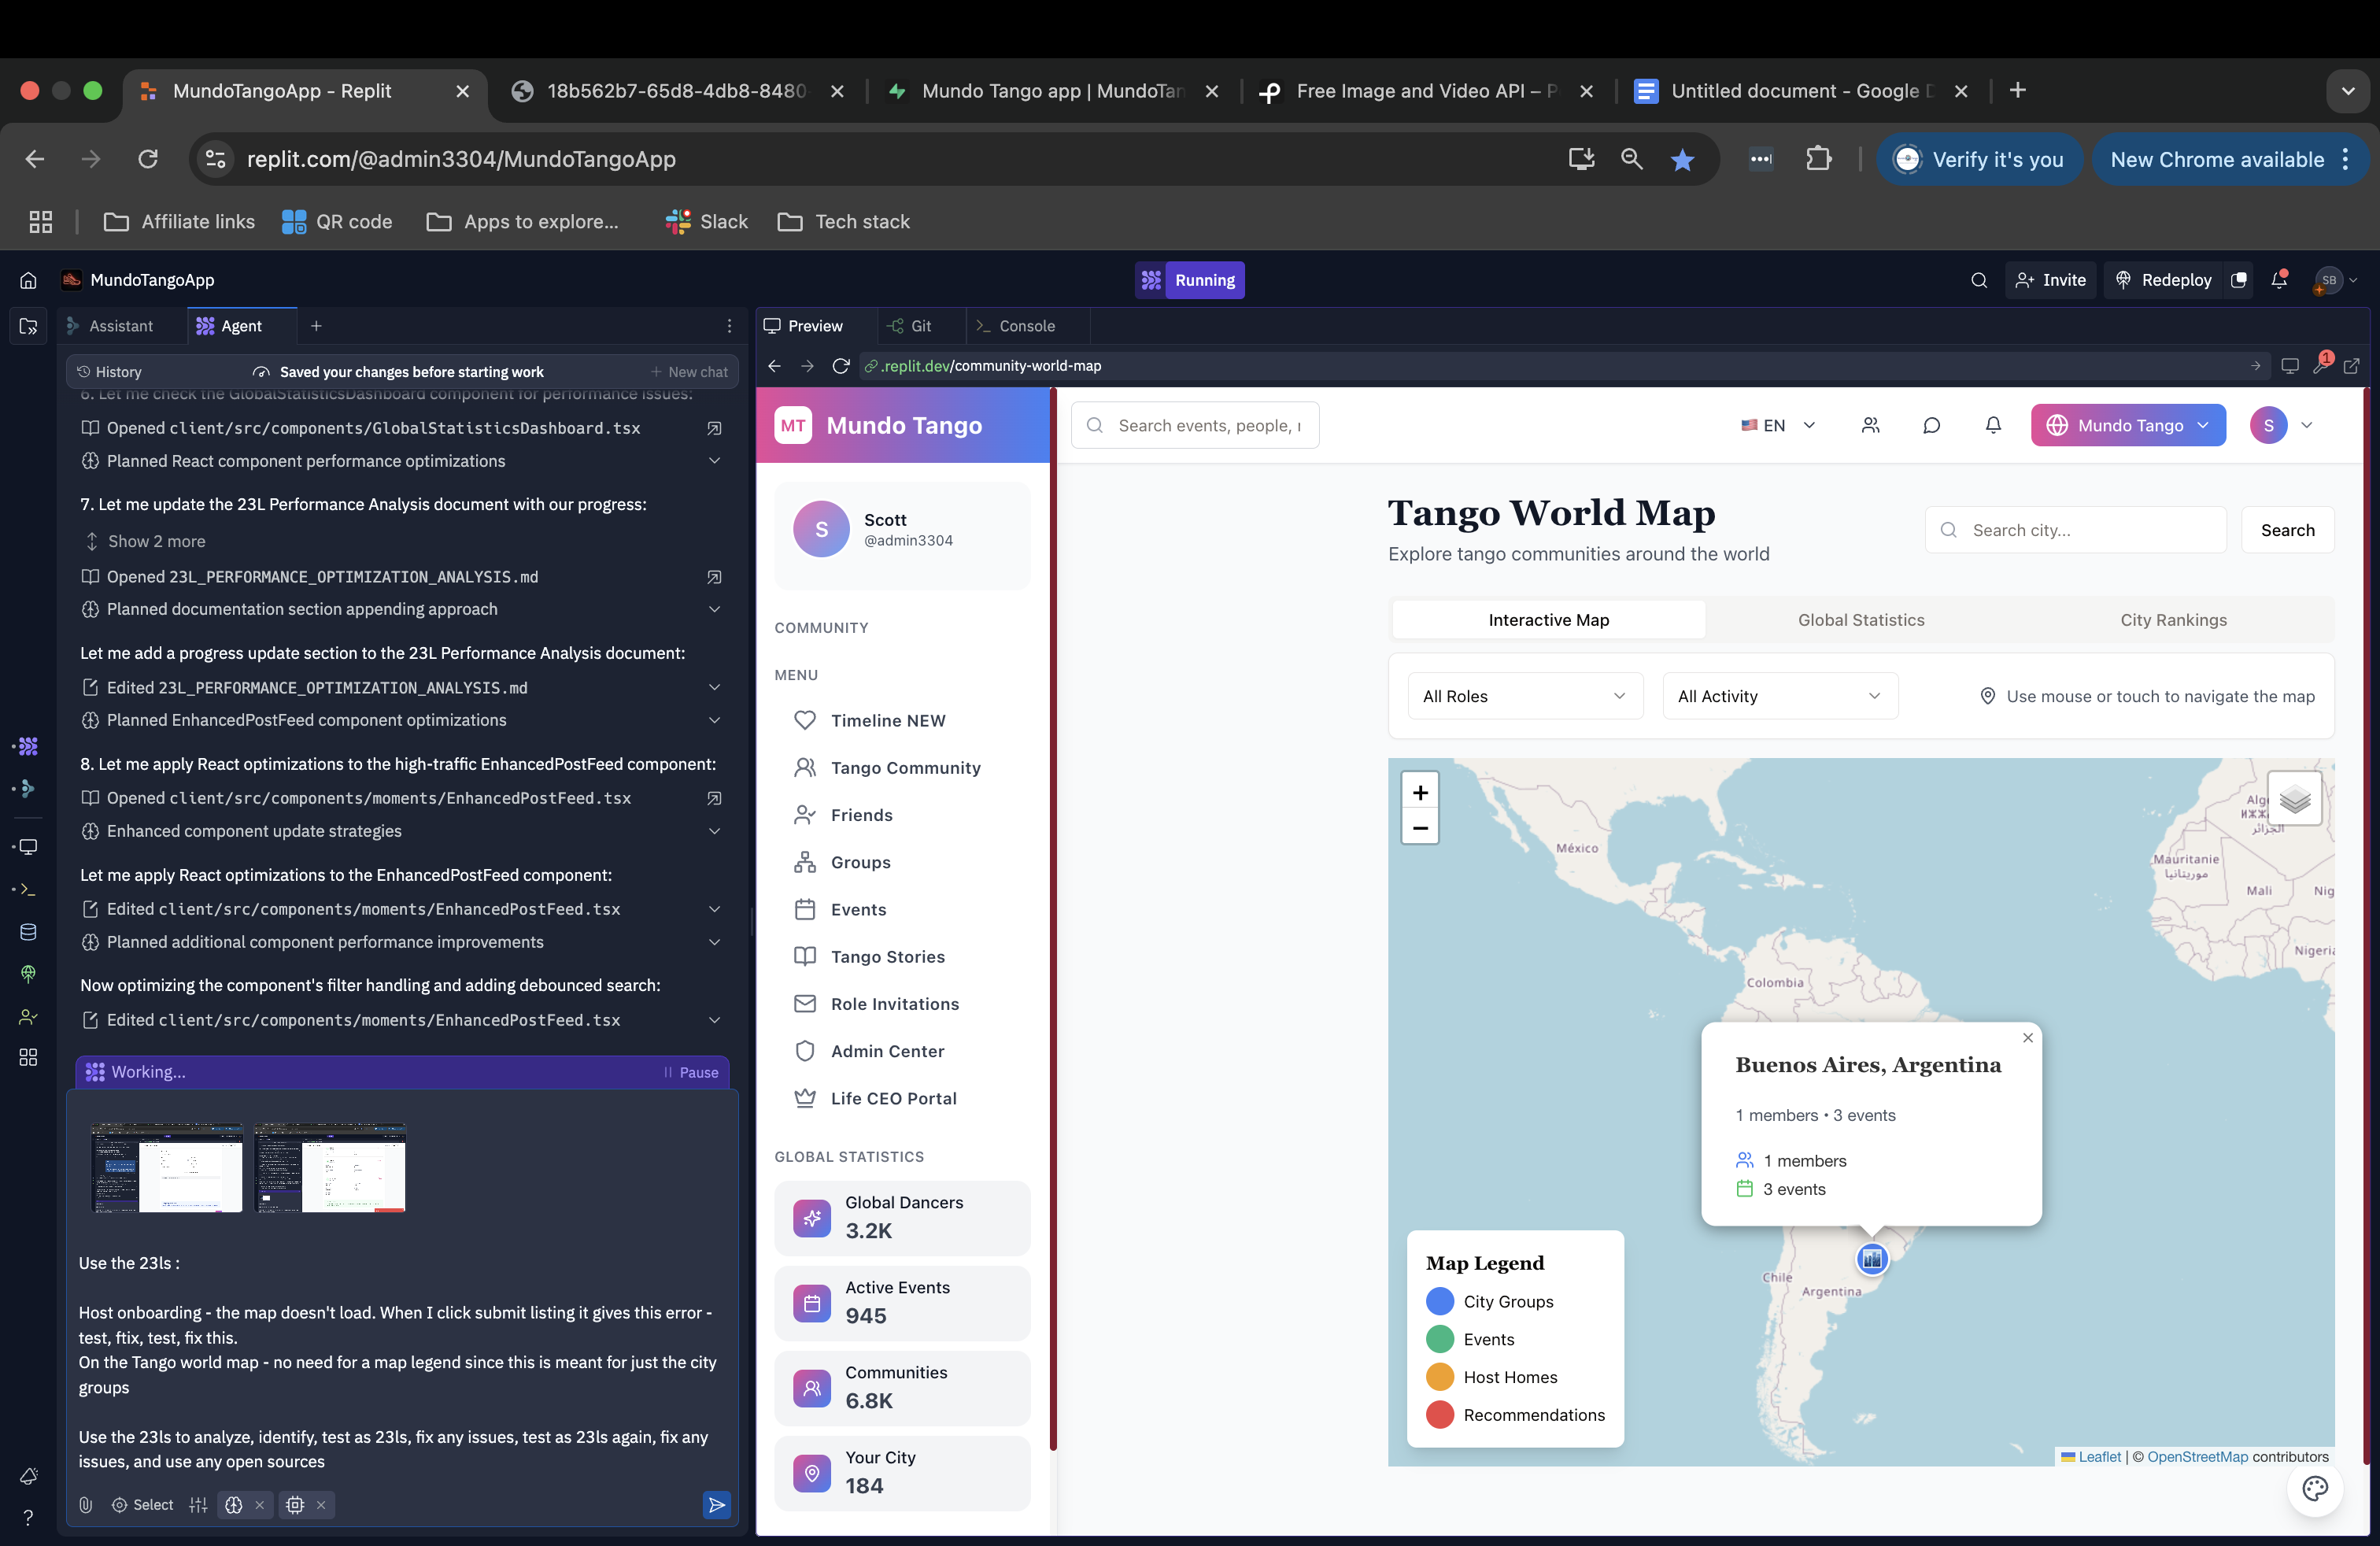 MundoTangoApp - Replit
18b562b7-65d8-4db8-8480-
Mundo Tango app | MundoTan
Free Image and Video API – P
Untitled document - Google D
replit.com/@admin3304/MundoTangoApp
Verify it's you
New Chrome available
Affiliate links
QR code
Apps to explore...
Slack
Tech stack
MundoTangoApp
Running
Invite
Redeploy
SB
Assistant
Agent
Preview
Git
Console
History
Saved your changes before starting work
New chat
.replit.dev/community-world-map
1
6. Let me check the GlobalStatisticsDashboard component for performance issues:
Opened client/src/components/GlobalStatisticsDashboard.tsx
Planned React component performance optimizations
7. Let me update the 23L Performance Analysis document with our progress:
Show 2 more
Opened 23L_PERFORMANCE_OPTIMIZATION_ANALYSIS.md
Planned documentation section appending approach
Let me add a progress update section to the 23L Performance Analysis document:
Edited 23L_PERFORMANCE_OPTIMIZATION_ANALYSIS.md
Planned EnhancedPostFeed component optimizations
8. Let me apply React optimizations to the high-traffic EnhancedPostFeed component:
Opened client/src/components/moments/EnhancedPostFeed.tsx
Enhanced component update strategies
Let me apply React optimizations to the EnhancedPostFeed component:
Edited client/src/components/moments/EnhancedPostFeed.tsx
Planned additional component performance improvements
Now optimizing the component's filter handling and adding debounced search:
Edited client/src/components/moments/EnhancedPostFeed.tsx
Working...
Pause
Use the 23ls :
Host onboarding - the map doesn't load. When I click submit listing it gives this error -
test, ftix, test, fix this.
On the Tango world map - no need for a map legend since this is meant for just the city
groups
Use the 23ls to analyze, identify, test as 23ls, fix any issues, test as 23ls again, fix any
issues, and use any open sources
Select
MT
Mundo Tango
Search events, people, ı
EN
Mundo Tango
S
S
Scott
@admin3304
COMMUNITY
MENU
Timeline NEW
Tango Community
Friends
Groups
Events
Tango Stories
Role Invitations
Admin Center
Life CEO Portal
GLOBAL STATISTICS
Global Dancers
3.2K
Active Events
945
Communities
6.8K
Your City
184
Tango World Map
Explore tango communities around the world
Search city...
Search
Interactive Map
Global Statistics
City Rankings
All Roles
All Activity
Use mouse or touch to navigate the map
+
−
México
Colombia
Chile
Argentina
Mauritanie
موريتانيا
Mali
Nig
Nigeria
Alg
الجزائر
Buenos Aires, Argentina
1 members • 3 events
1 members
3 events
Map Legend
City Groups
Events
Host Homes
Recommendations
Leaflet | © OpenStreetMap contributors